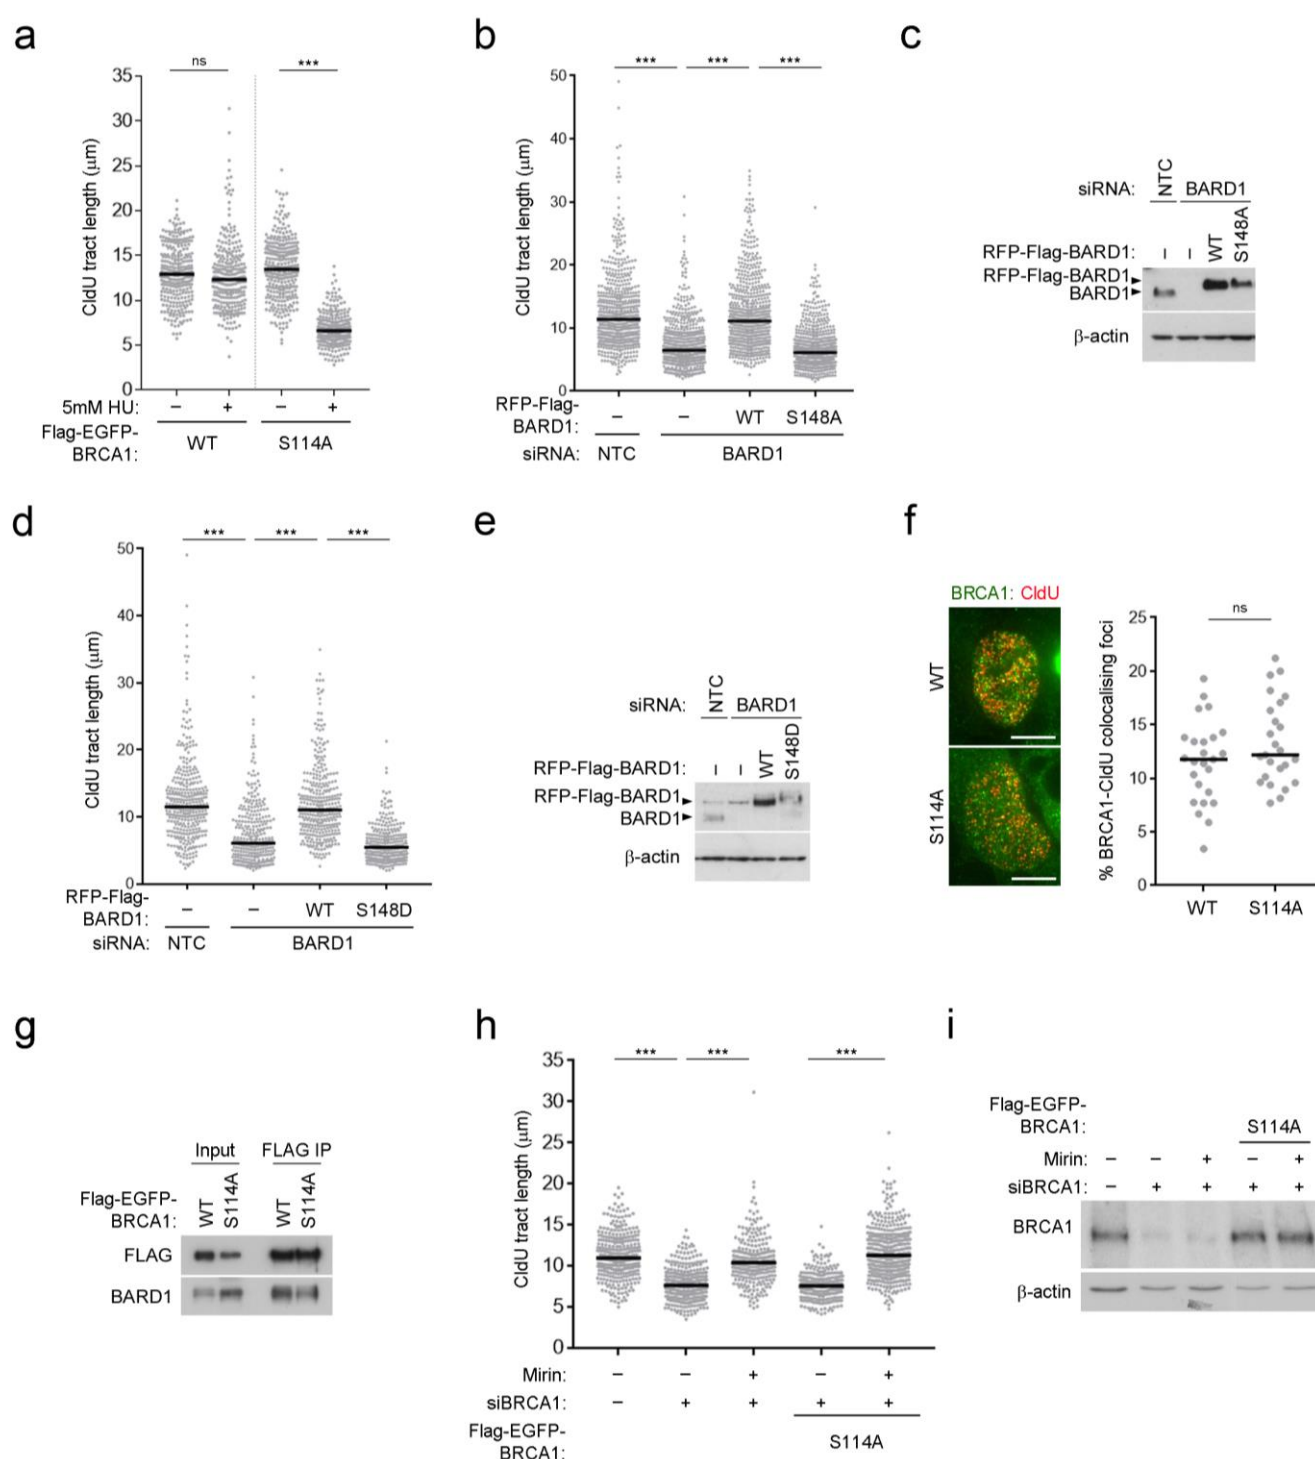 a
ns
***
35
30
25
20
15
10
5
0
CldU tract length (μm)
5mM HU: – + – +
Flag-EGFP-
BRCA1:
WT S114A
b
*** *** ***
50
40
30
20
10
0
CldU tract length (μm)
RFP-Flag-
BARD1:
– – WT S148A
siRNA: NTC BARD1
c
siRNA: NTC BARD1
RFP-Flag-BARD1: – – WT S148A
RFP-Flag-BARD1
BARD1
β-actin
d
*** *** ***
50
40
30
20
10
0
CldU tract length (μm)
RFP-Flag-
BARD1:
– – WT S148D
siRNA: NTC BARD1
e
siRNA: NTC BARD1
RFP-Flag-BARD1: – – WT S148D
RFP-Flag-BARD1
BARD1
β-actin
f
BRCA1: CldU
WT
S114A
ns
25
20
15
10
5
0
% BRCA1-CldU colocalising foci
WT S114A
g
Input FLAG IP
Flag-EGFP-
BRCA1:
WT S114A WT S114A
FLAG
BARD1
h
*** *** ***
35
30
25
20
15
10
5
0
CldU tract length (μm)
Mirin: – – + – +
siBRCA1: – + + + +
Flag-EGFP-
BRCA1:
S114A
i
Flag-EGFP-
BRCA1:
S114A
Mirin: – – + – +
siBRCA1: – + + + +
BRCA1
β-actin